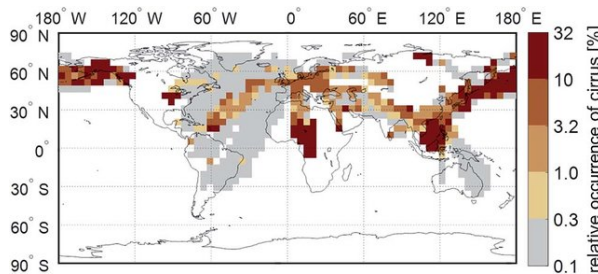 180° W 120° W 60° W 0° 60° E 120° E 180° E
90° N
60° N
30° N
0°
30° S
60° S
90° S
32
10
3.2
1.0
0.3
0.1
relative occurrence of cirrus [%]